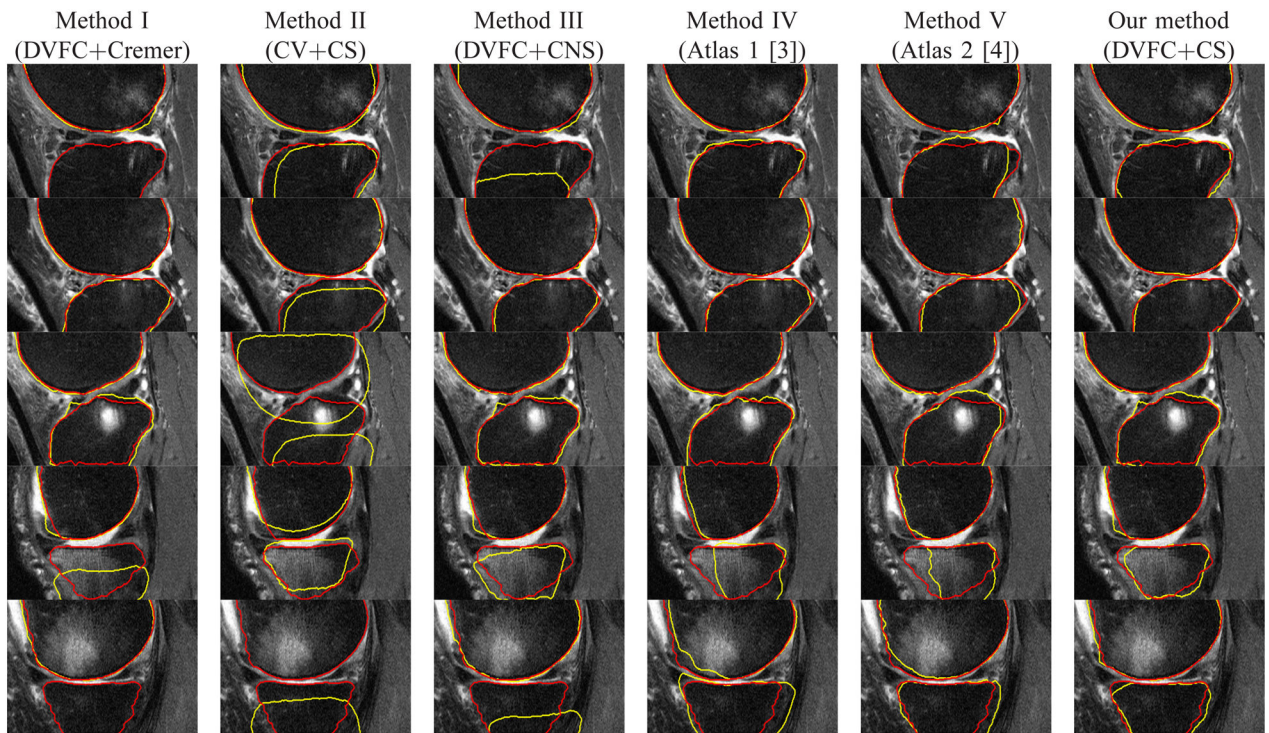 Method I
(DVFC+Cremer)
Method II
(CV+CS)
Method III
(DVFC+CNS)
Method IV
(Atlas 1 [3])
Method V
(Atlas 2 [4])
Our method
(DVFC+CS)